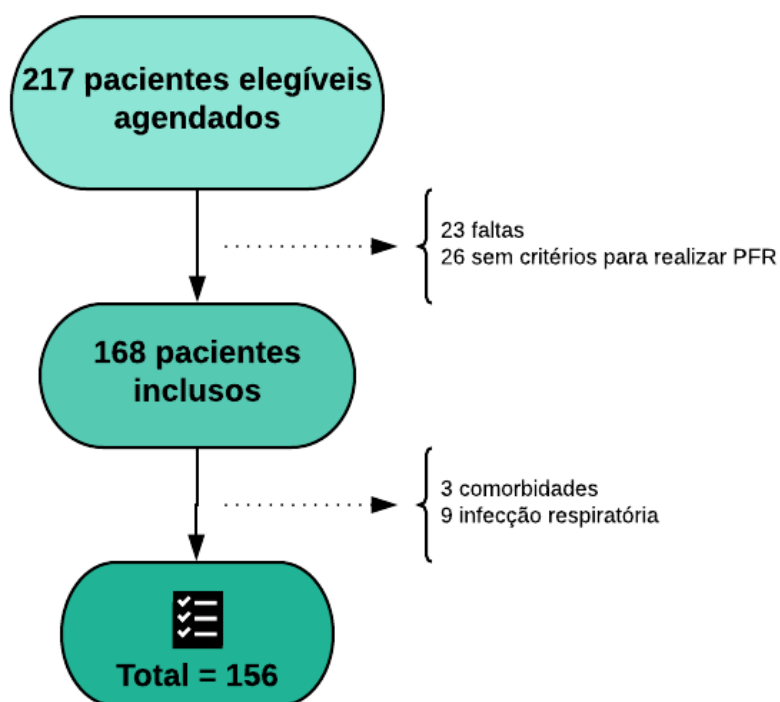 217 pacientes elegíveis
agendados
23 faltas
26 sem critérios para realizar PFR
168 pacientes
inclusos
3 comorbidades
9 infecção respiratória
Total = 156